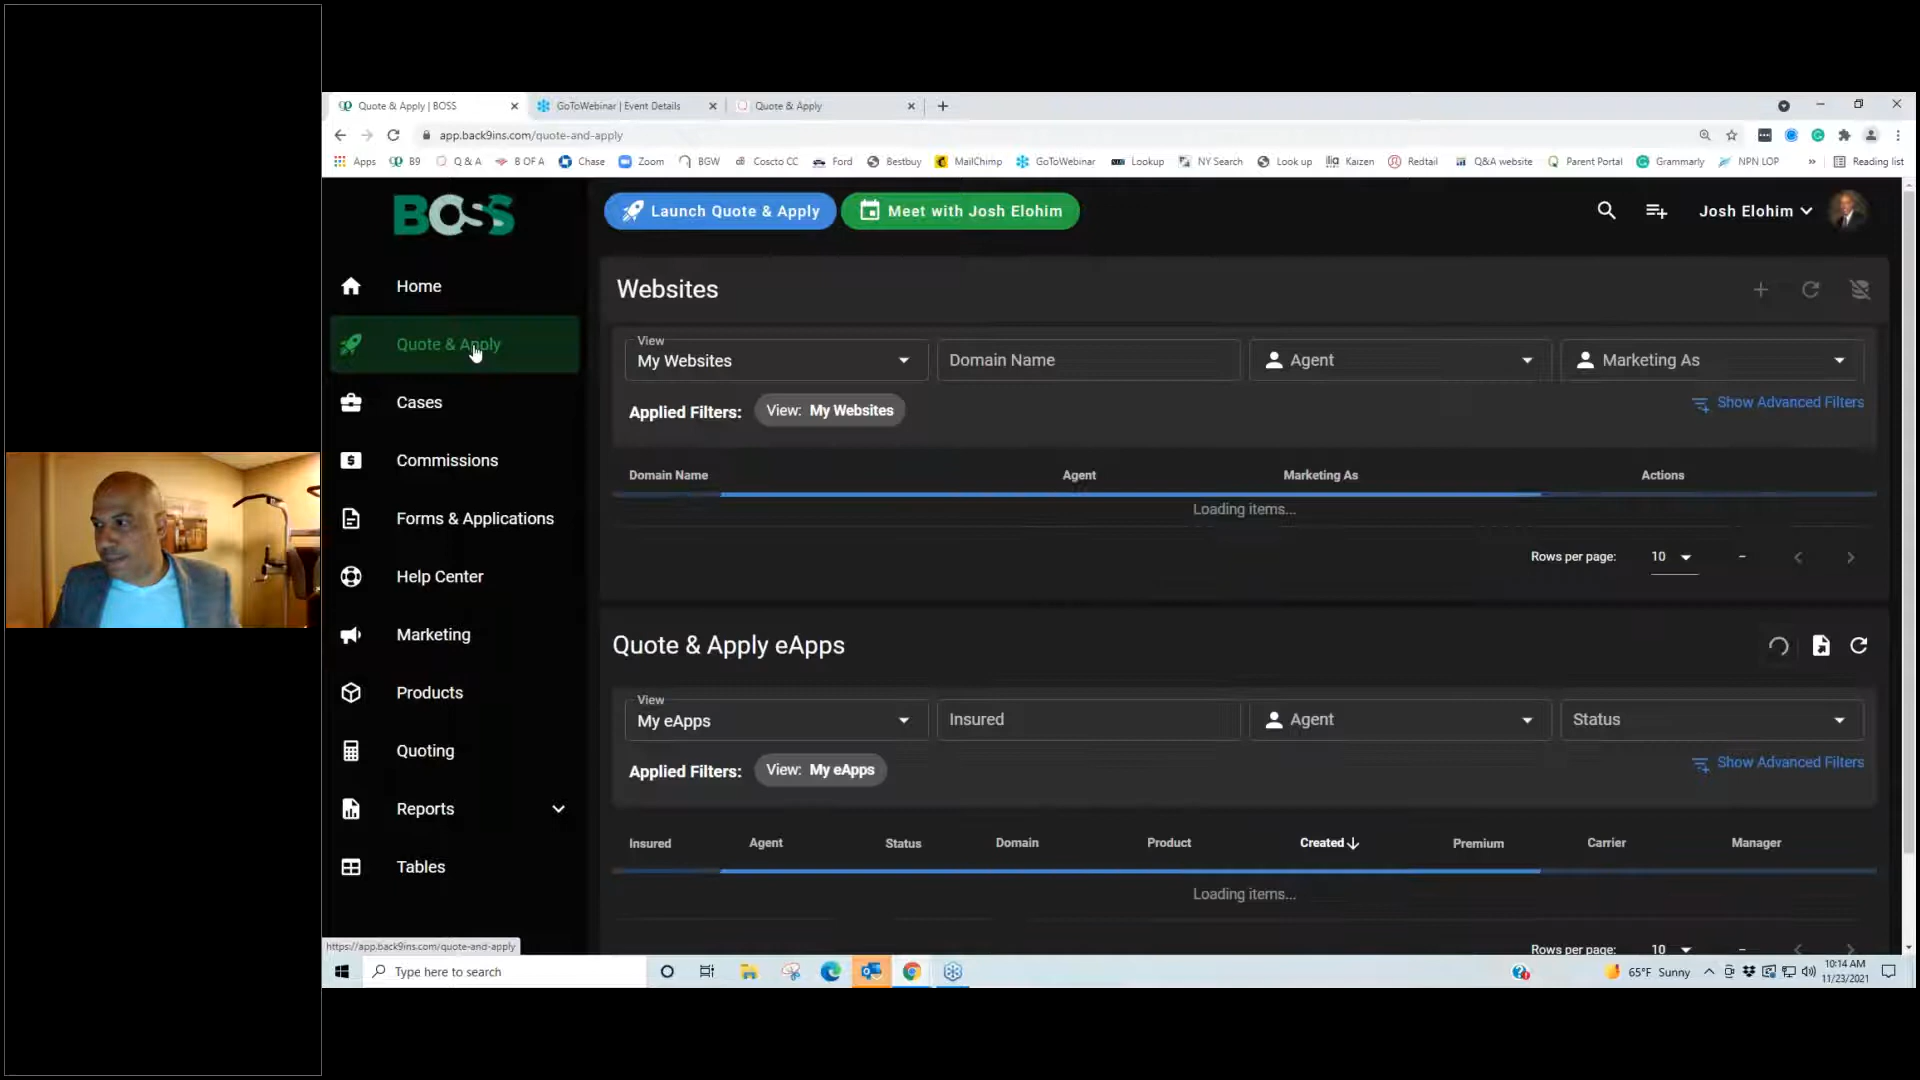 Quote & Apply | BOSS
GoToWebinar | Event Details
Quote & Apply
app.back9ins.com/quote-and-apply
Apps
B9
Q & A
B OF A
Chase
Zoom
BGW
Coscto CC
Ford
Bestbuy
MailChimp
GoToWebinar
Lookup
NY Search
Look up
Kaizen
Redtail
Q&A website
Parent Portal
Grammarly
NPN LOP
»
Reading list
BOSS
Launch Quote & Apply
Meet with Josh Elohim
Josh Elohim
Home
Quote & Apply
Cases
Commissions
Forms & Applications
Help Center
Marketing
Products
Quoting
Reports
Tables
Websites
View
My Websites
Domain Name
Agent
Marketing As
Applied Filters:
View: My Websites
Show Advanced Filters
Domain Name Agent Marketing As Actions
Loading items...
Rows per page: 10 –
Quote & Apply eApps
View
My eApps
Insured
Agent
Status
Applied Filters:
View: My eApps
Show Advanced Filters
Insured Agent Status Domain Product Created Premium Carrier Manager
Loading items...
Rows per page: 10 –
https://app.back9ins.com/quote-and-apply
Type here to search
65°F Sunny
10:14 AM
11/23/2021